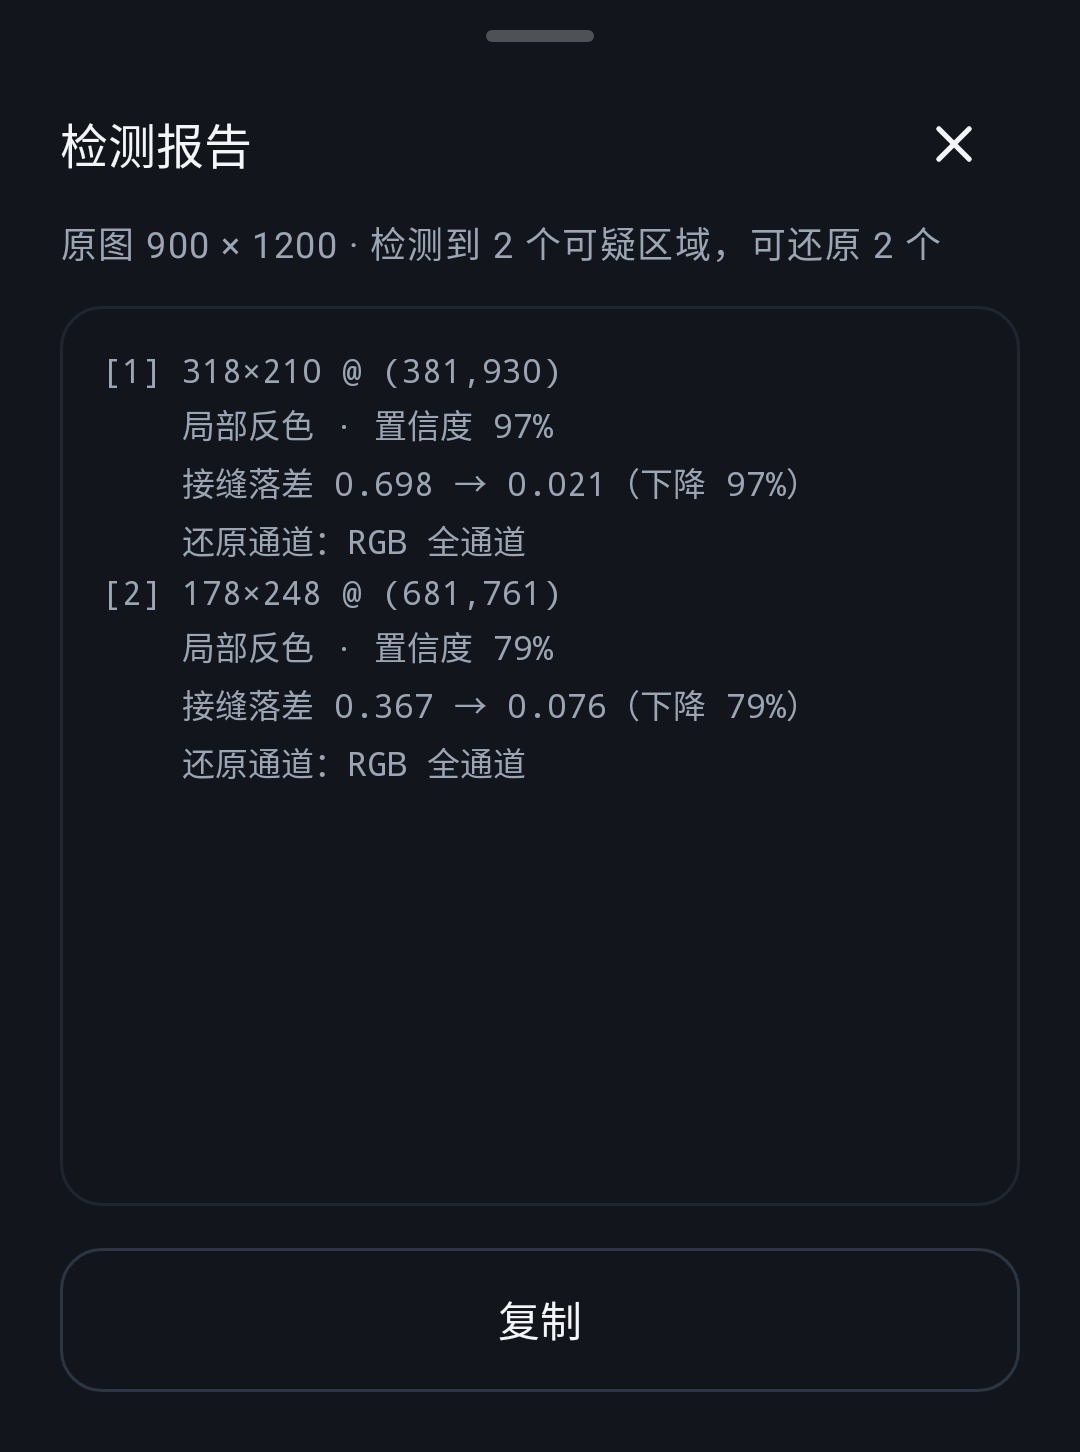 检测报告
原图 900 × 1200 · 检测到 2 个可疑区域，可还原 2 个
[1] 318×210 @ (381,930)
局部反色 · 置信度 97%
接缝落差 0.698 → 0.021（下降 97%）
还原通道：RGB 全通道
[2] 178×248 @ (681,761)
局部反色 · 置信度 79%
接缝落差 0.367 → 0.076（下降 79%）
还原通道：RGB 全通道
复制